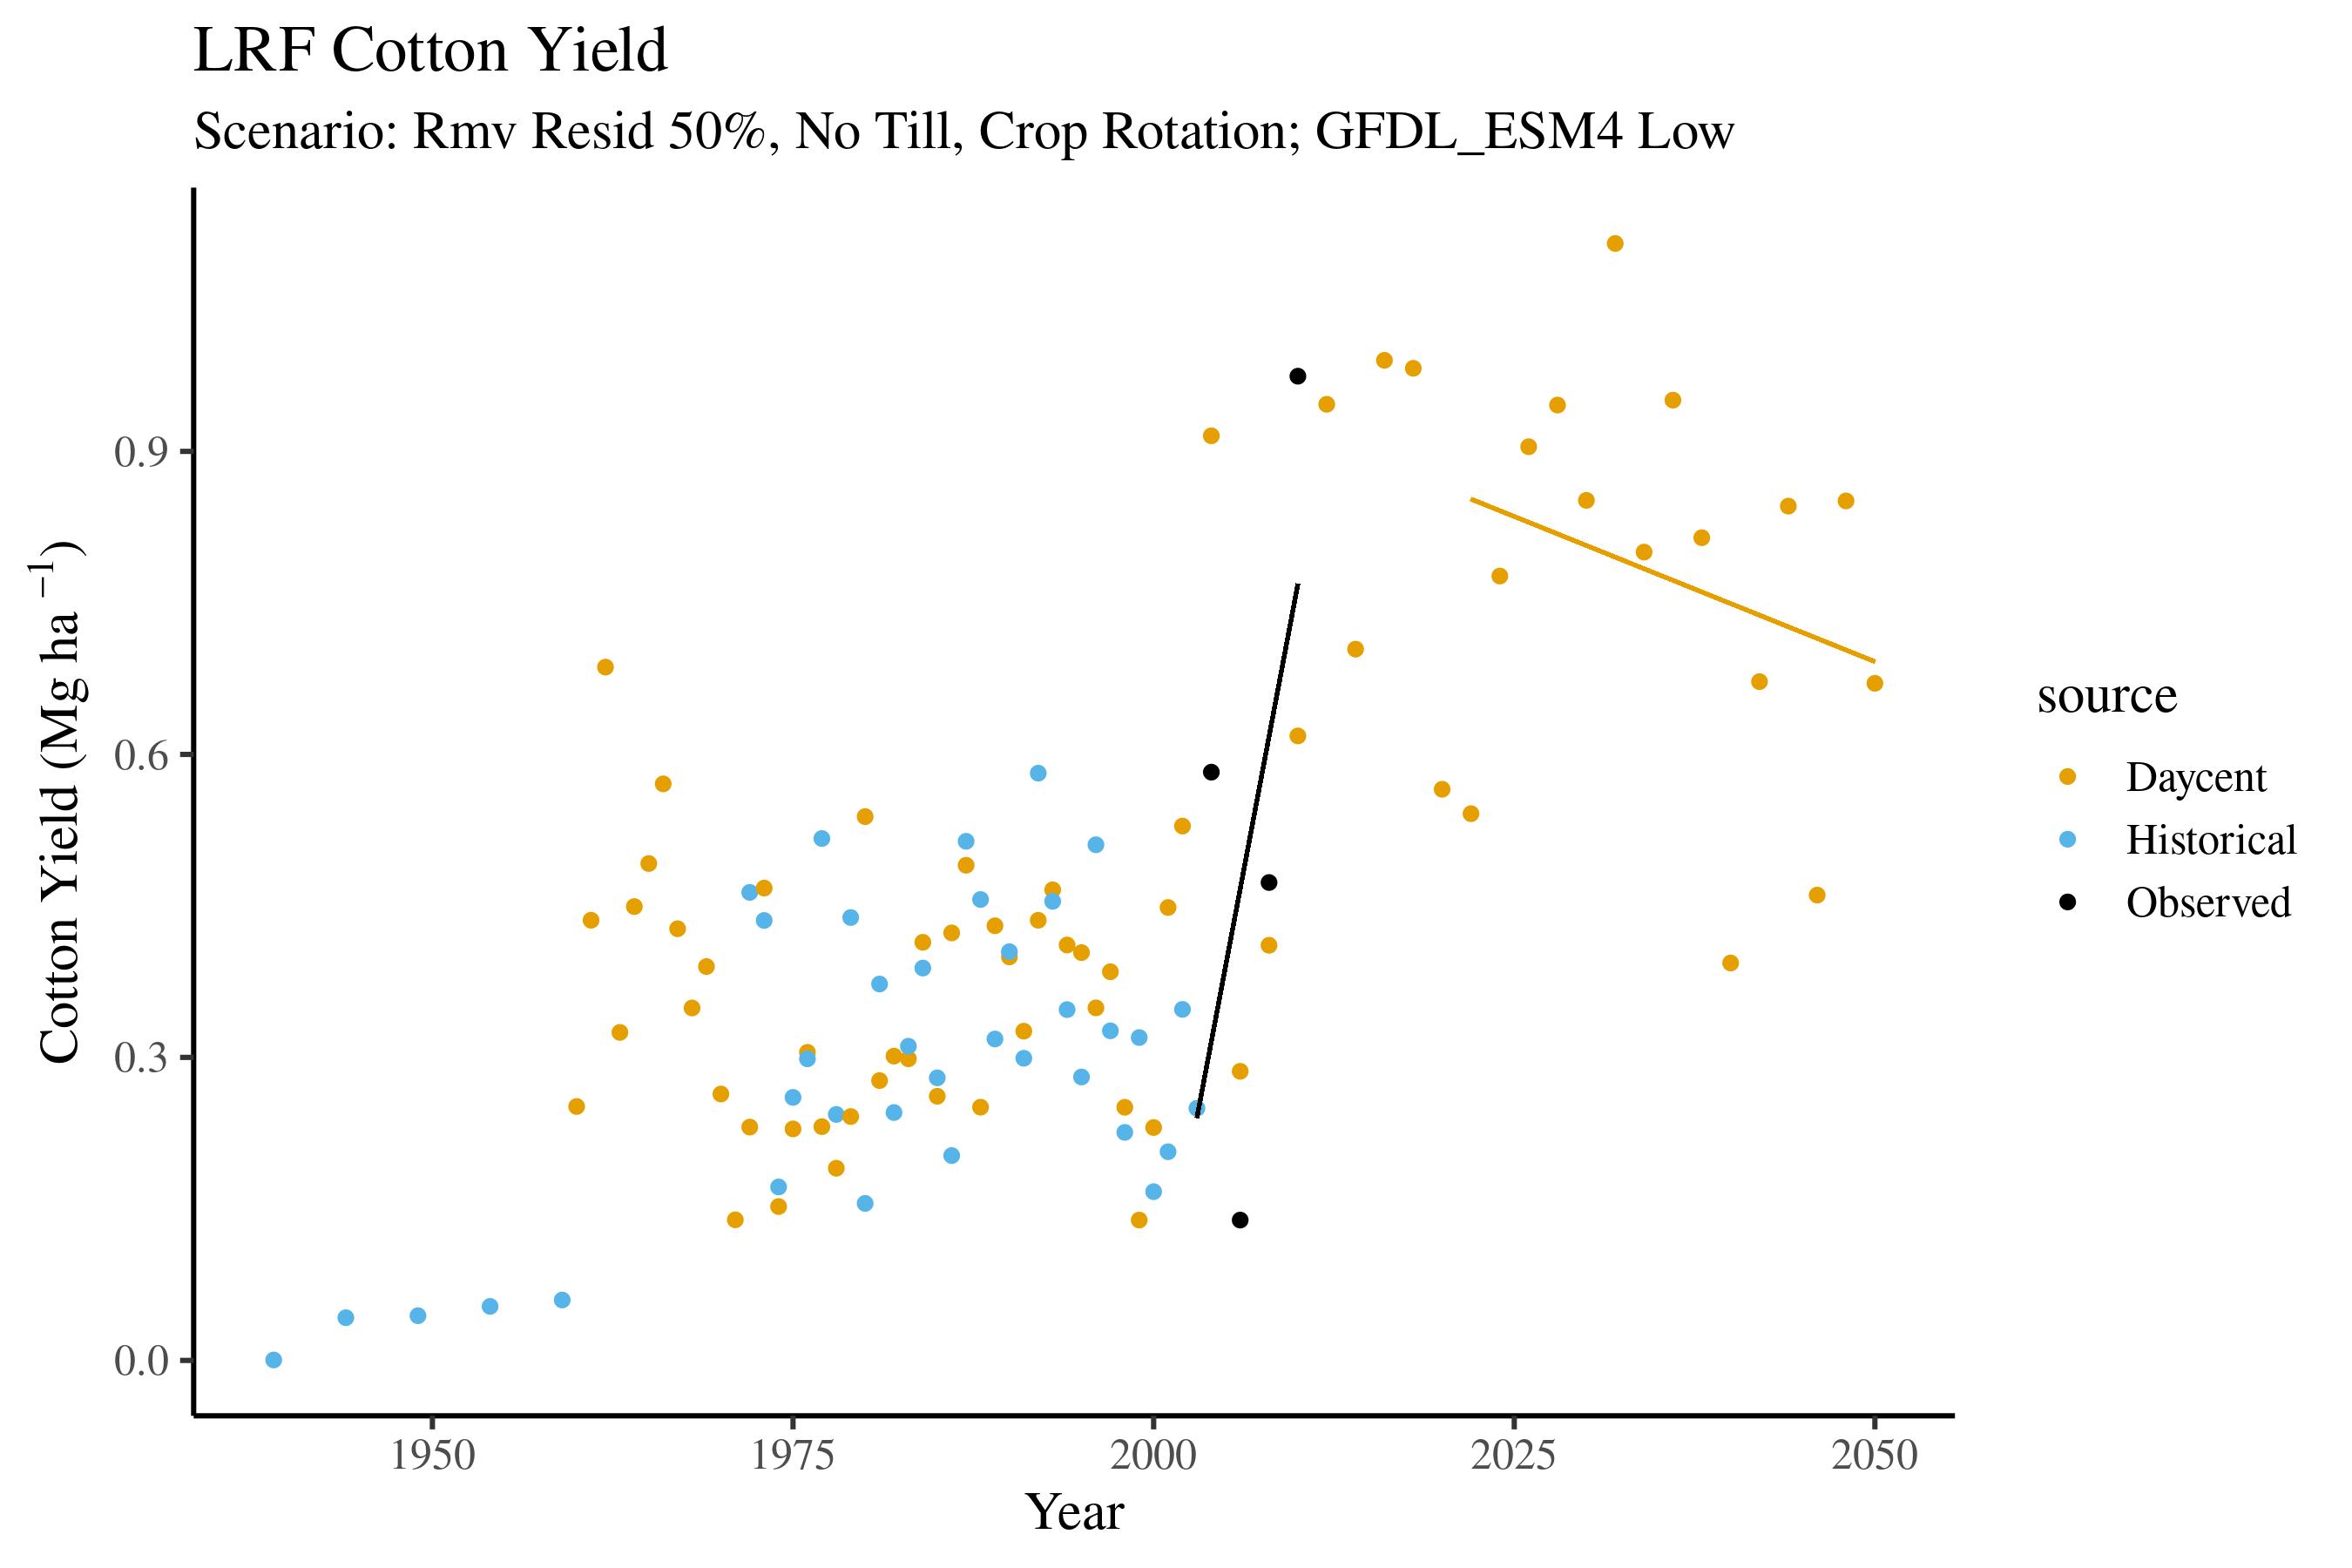 LRF Cotton Yield
Scenario: Rmv Resid 50%, No Till, Crop Rotation; GFDL_ESM4 Low
Cotton Yield (Mg ha ⁻¹)
0.9
0.6
0.3
0.0
1950 1975 2000 2025 2050
Year
source
Daycent
Historical
Observed